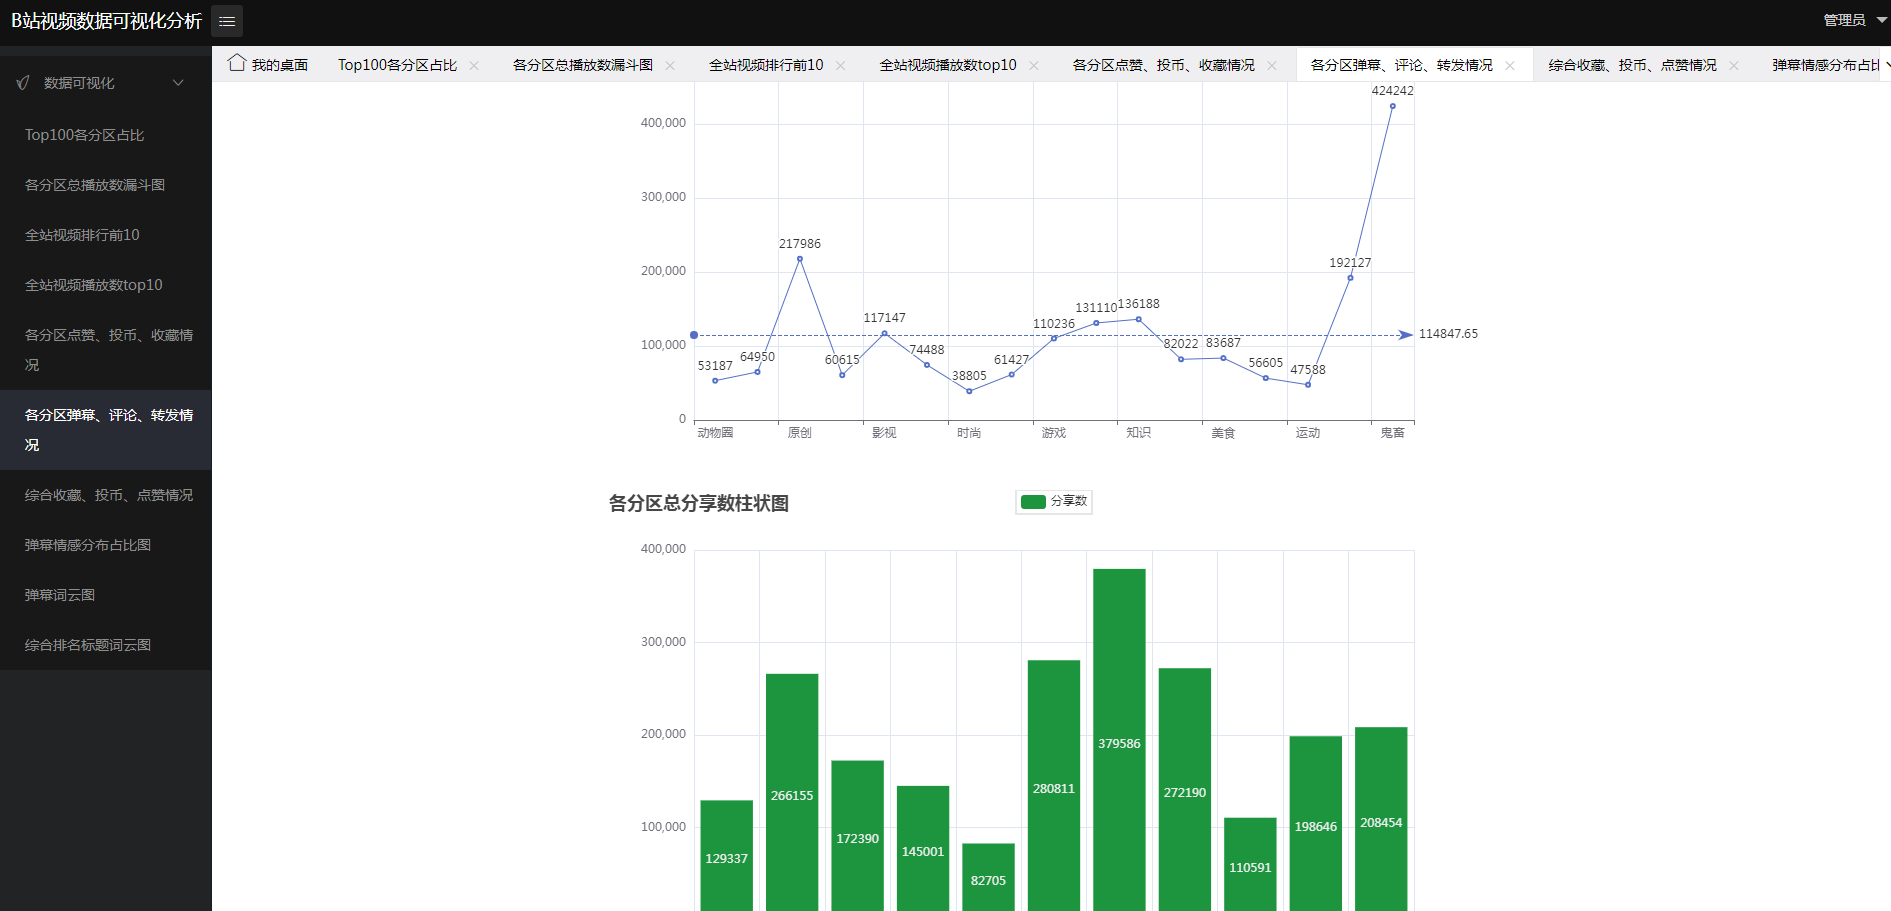 B站视频数据可视化分析
管理员
数据可视化
Top100各分区占比
各分区总播放数漏斗图
全站视频排行前10
全站视频播放数top10
各分区点赞、投币、收藏情
况
各分区弹幕、评论、转发情
况
综合收藏、投币、点赞情况
弹幕情感分布占比图
弹幕词云图
综合排名标题词云图
我的桌面
Top100各分区占比
各分区总播放数漏斗图
全站视频排行前10
全站视频播放数top10
各分区点赞、投币、收藏情况
各分区弹幕、评论、转发情况
综合收藏、投币、点赞情况
弹幕情感分布占比
400,000
300,000
200,000
100,000
0
53187
64950
217986
60615
117147
74488
38805
61427
110236
131110
136188
82022
83687
56605
47588
192127
424242
114847.65
动物圈
原创
影视
时尚
游戏
知识
美食
运动
鬼畜
各分区总分享数柱状图
分享数
400,000
300,000
200,000
100,000
129337
266155
172390
145001
82705
280811
379586
272190
110591
198646
208454